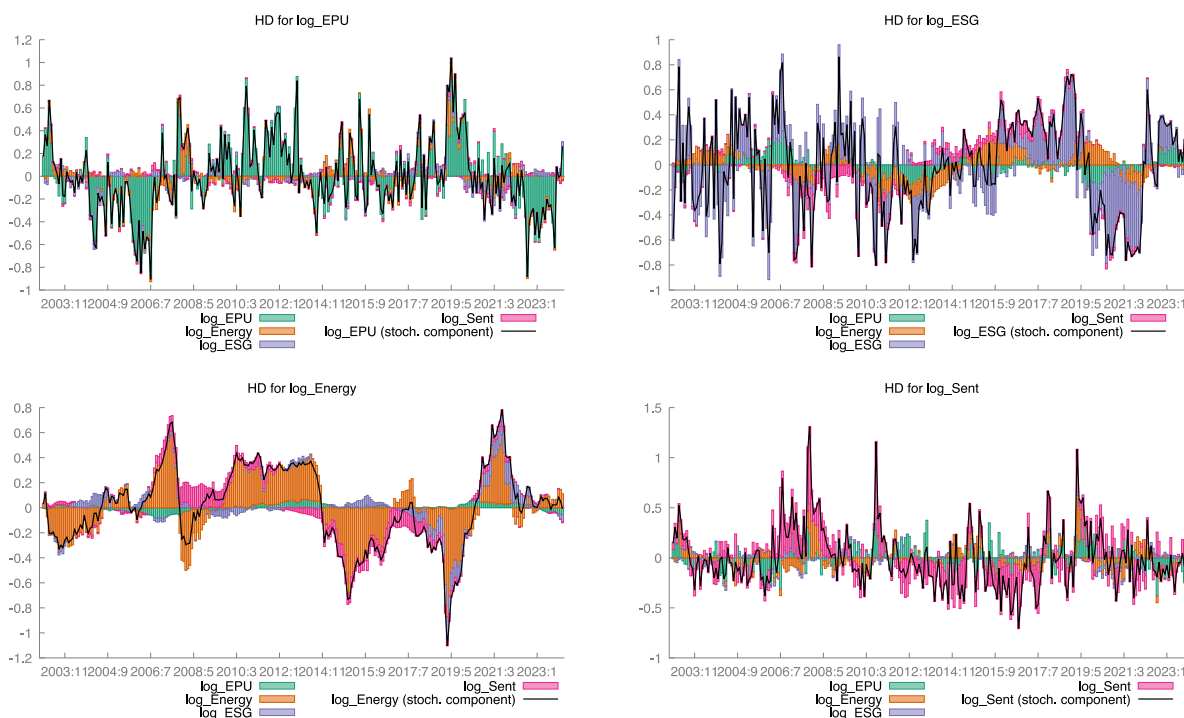 HD for log_EPU
1.2
1
0.8
0.6
0.4
0.2
0
-0.2
-0.4
-0.6
-0.8
-1
2003:11 2004:9 2006:7 2008:5 2010:3 2012:1 2014:11 2015:9 2017:7 2019:5 2021:3 2023:1
log_EPU log_Sent
log_Energy log_EPU (stoch. component)
log_ESG
HD for log_ESG
1
0.8
0.6
0.4
0.2
0
-0.2
-0.4
-0.6
-0.8
-1
2003:11 2004:9 2006:7 2008:5 2010:3 2012:1 2014:11 2015:9 2017:7 2019:5 2021:3 2023:1
log_EPU log_Sent
log_Energy log_ESG (stoch. component)
log_ESG
HD for log_Energy
0.8
0.6
0.4
0.2
0
-0.2
-0.4
-0.6
-0.8
-1
-1.2
2003:11 2004:9 2006:7 2008:5 2010:3 2012:1 2014:11 2015:9 2017:7 2019:5 2021:3 2023:1
log_EPU log_Sent
log_Energy log_Energy (stoch. component)
log_ESG
HD for log_Sent
1.5
1
0.5
0
-0.5
-1
2003:11 2004:9 2006:7 2008:5 2010:3 2012:1 2014:11 2015:9 2017:7 2019:5 2021:3 2023:1
log_EPU log_Sent
log_Energy log_Sent (stoch. component)
log_ESG